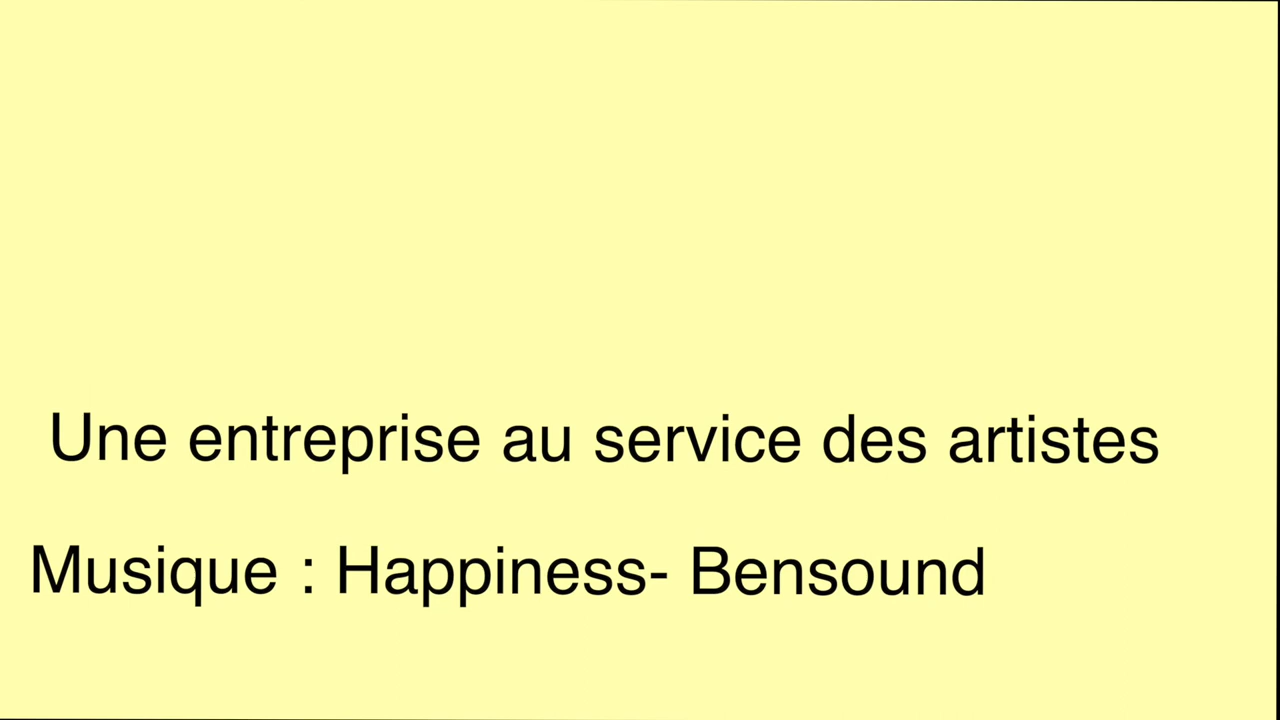 Une entreprise au service des artistes
Musique : Happiness- Bensound